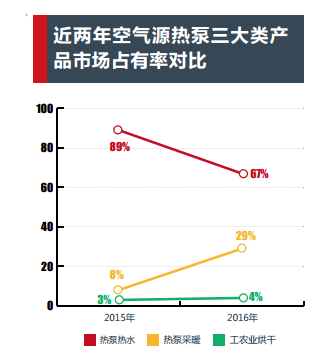 近两年空气源热泵三大类产
品市场占有率对比
100
80
60
40
20
0
89%
67%
8%
29%
3%
4%
2015年
2016年
热泵热水
热泵采暖
工农业烘干